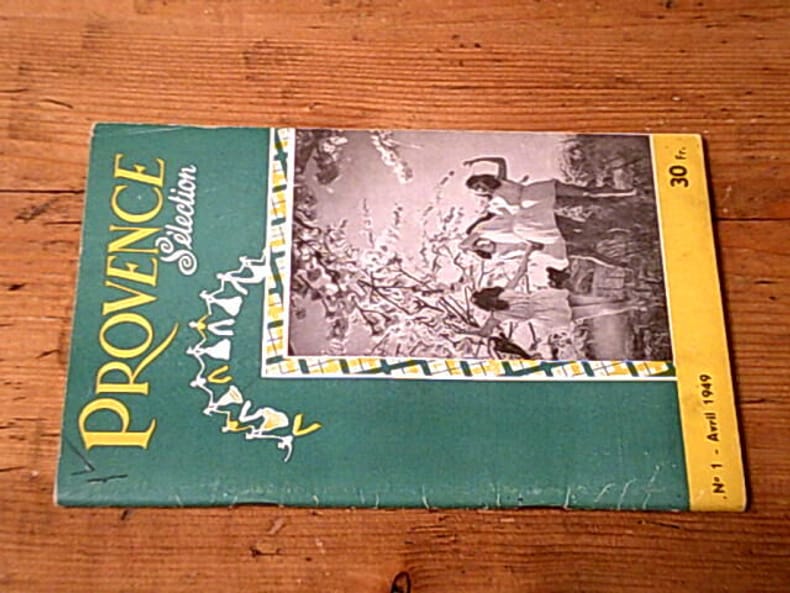 PROVENCE
Sélection
30 Fr.
N° 1 - Avril 1949